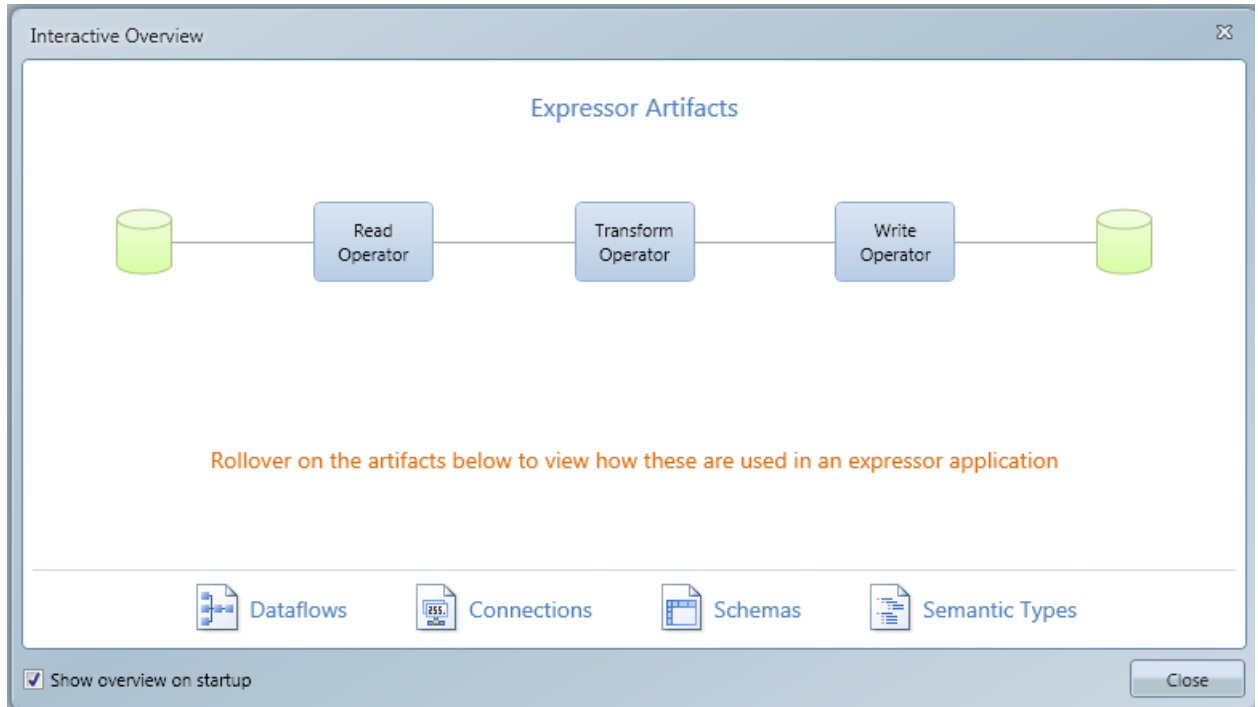 Interactive Overview
Expressor Artifacts
Read
Operator
Transform
Operator
Write
Operator
Rollover on the artifacts below to view how these are used in an expressor application
Dataflows
255.
Connections
Schemas
Semantic Types
Show overview on startup
Close